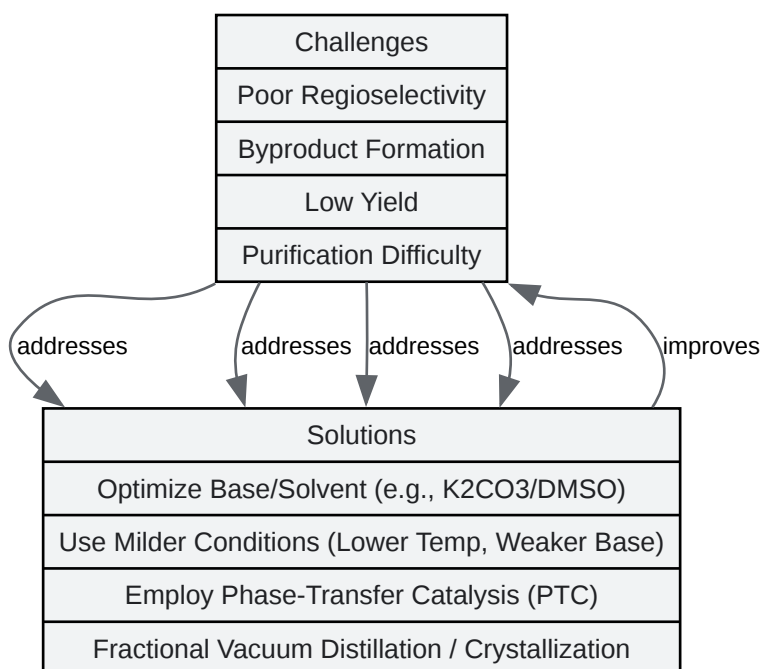 Challenges
Poor Regioselectivity
Byproduct Formation
Low Yield
Purification Difficulty
addresses addresses addresses addresses improves
Solutions
Optimize Base/Solvent (e.g., K2CO3/DMSO)
Use Milder Conditions (Lower Temp, Weaker Base)
Employ Phase-Transfer Catalysis (PTC)
Fractional Vacuum Distillation / Crystallization